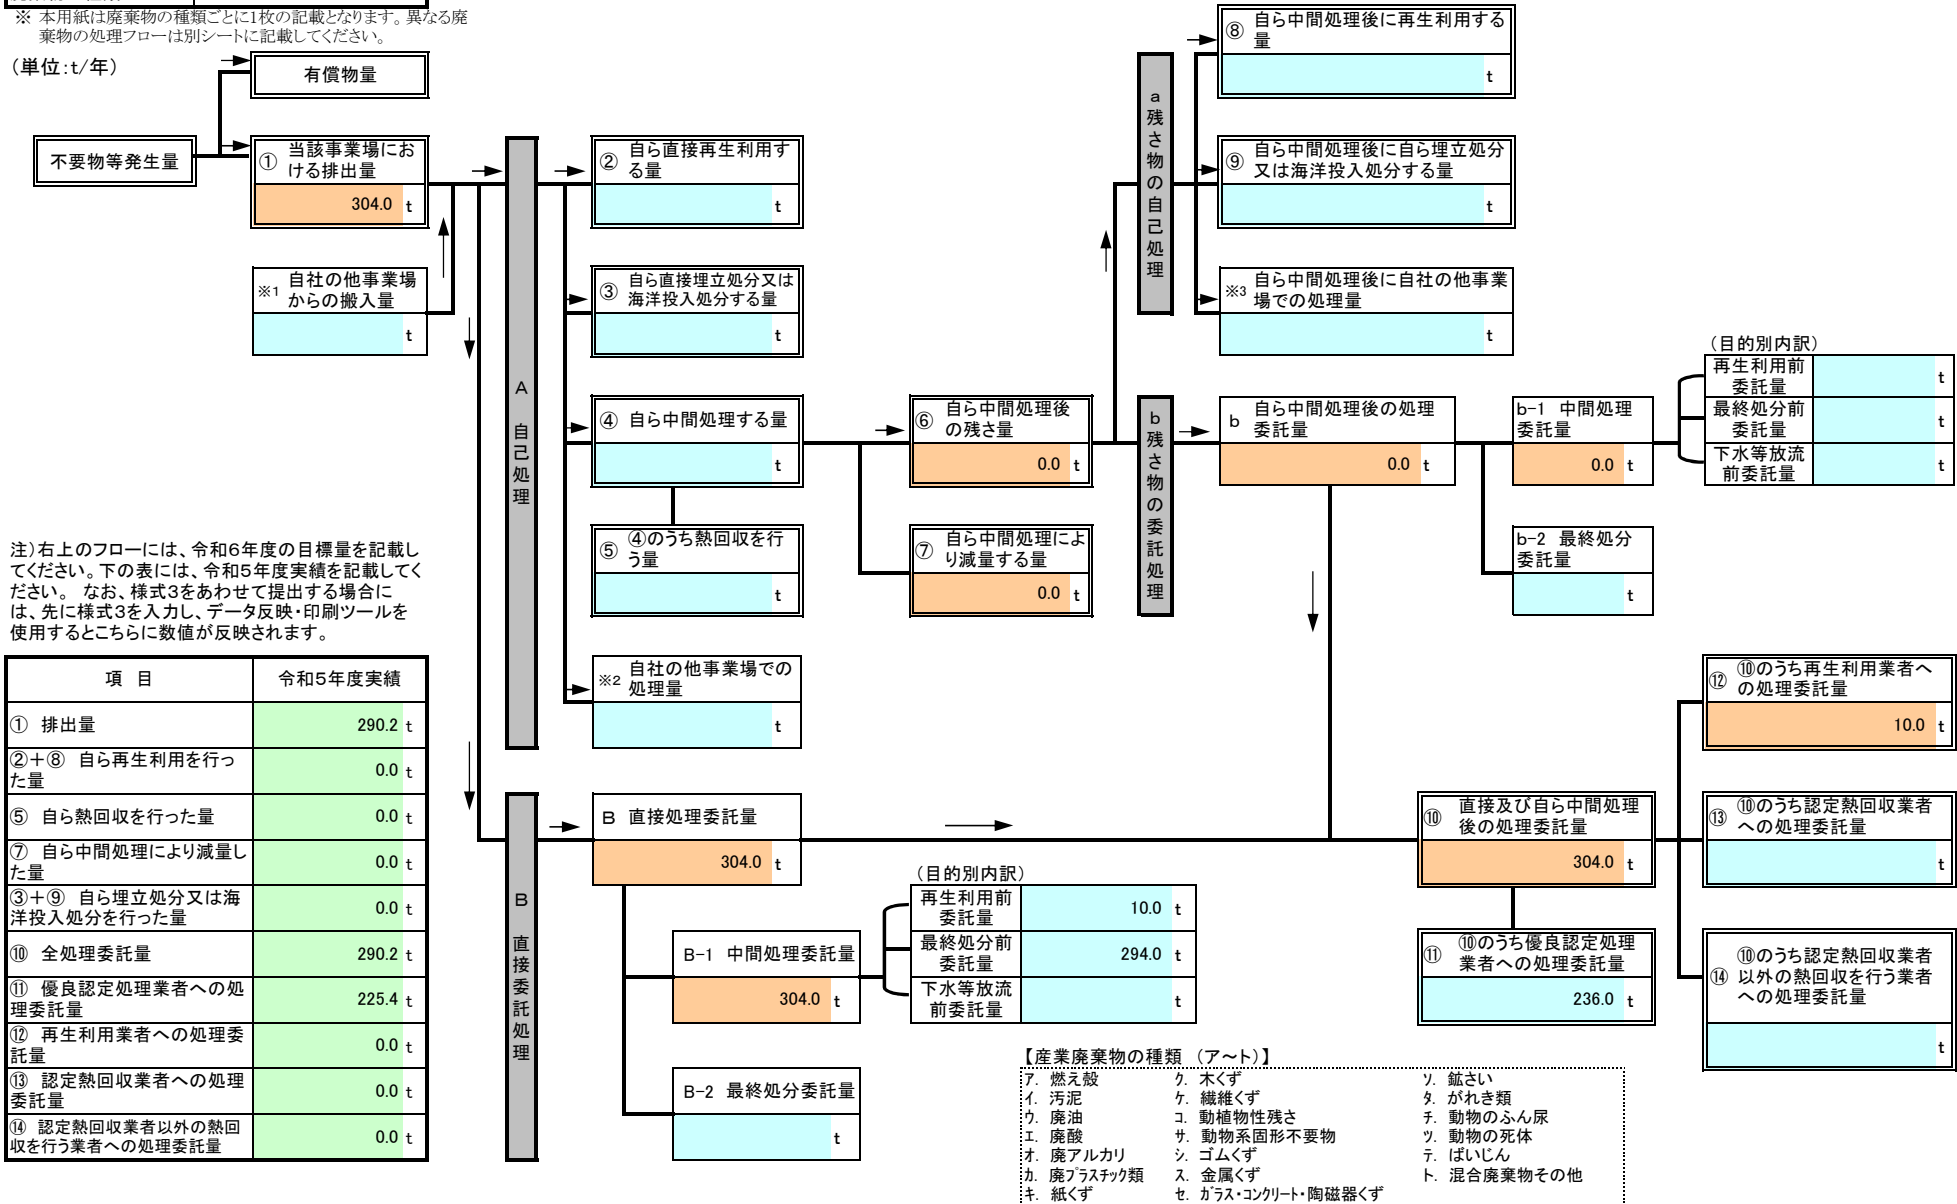 ※ 本用紙は廃棄物の種類ごとに1枚の記載となります。異なる廃
棄物の処理フローは別シートに記載してください。
(単位:t/年)
有償物量
不要物等発生量
① 当該事業場にお
ける排出量
304.0 t
※1 自社の他事業場
からの搬入量
t
A 自己処理
② 自ら直接再生利用す
る量
t
③ 自ら直接埋立処分又は
海洋投入処分する量
t
④ 自ら中間処理する量
t
⑤ ④のうち熱回収を行
う量
t
※2 自社の他事業場での
処理量
t
⑥ 自ら中間処理後
の残さ量
0.0 t
⑦ 自ら中間処理によ
り減量する量
0.0 t
a残さ物の自己処理
⑧ 自ら中間処理後に再生利用する
量
t
⑨ 自ら中間処理後に自ら埋立処分
又は海洋投入処分する量
t
※3 自ら中間処理後に自社の他事業
場での処理量
t
b残さ物の委託処理
b 自ら中間処理後の処理
委託量
0.0 t
b-1 中間処理
委託量
0.0 t
(目的別内訳)
再生利用前
委託量
t
最終処分前
委託量
t
下水等放流
前委託量
t
b-2 最終処分
委託量
t
注)右上のフローには、令和6年度の目標量を記載し
てください。下の表には、令和5年度実績を記載してく
ださい。 なお、様式3をあわせて提出する場合に
は、先に様式3を入力し、データ反映・印刷ツールを
使用するとこちらに数値が反映されます。
項 目 令和5年度実績
① 排出量 290.2 t
②+⑧ 自ら再生利用を行っ
た量
0.0 t
⑤ 自ら熱回収を行った量 0.0 t
⑦ 自ら中間処理により減量し
た量
0.0 t
③+⑨ 自ら埋立処分又は海
洋投入処分を行った量
0.0 t
⑩ 全処理委託量 290.2 t
⑪ 優良認定処理業者への処
理委託量
225.4 t
⑫ 再生利用業者への処理委
託量
0.0 t
⑬ 認定熱回収業者への処理
委託量
0.0 t
⑭ 認定熱回収業者以外の熱回
収を行う業者への処理委託量
0.0 t
B 直接委託処理
B 直接処理委託量
304.0 t
B-1 中間処理委託量
304.0 t
(目的別内訳)
再生利用前
委託量
10.0 t
最終処分前
委託量
294.0 t
下水等放流
前委託量
t
B-2 最終処分委託量
t
⑩ 直接及び自ら中間処理
後の処理委託量
304.0 t
⑪ ⑩のうち優良認定処理
業者への処理委託量
236.0 t
⑫ ⑩のうち再生利用業者へ
の処理委託量
10.0 t
⑬ ⑩のうち認定熱回収業者
への処理委託量
t
⑭ ⑩のうち認定熱回収業者
以外の熱回収を行う業者
への処理委託量
t
【産業廃棄物の種類 (ア~ト)】
ア. 燃え殻 ク. 木くず ソ. 鉱さい
イ. 汚泥 ケ. 繊維くず タ. がれき類
ウ. 廃油 コ. 動植物性残さ チ. 動物のふん尿
エ. 廃酸 サ. 動物系固形不要物 ツ. 動物の死体
オ. 廃アルカリ シ. ゴムくず テ. ばいじん
カ. 廃プラスチック類 ス. 金属くず ト. 混合廃棄物その他
キ. 紙くず セ. ガラス・コンクリート・陶磁器くず